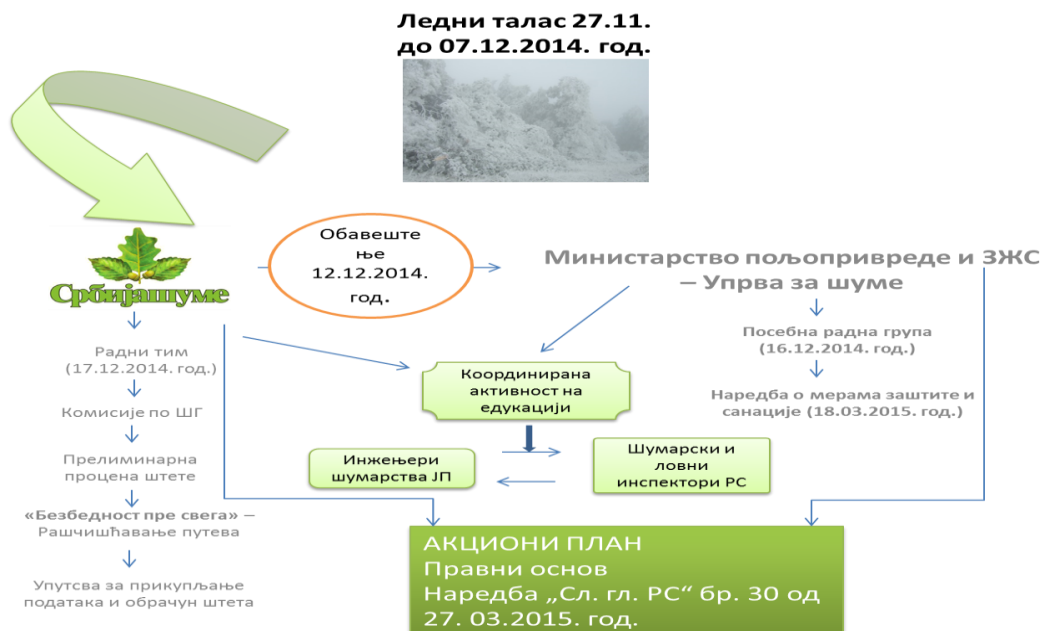 Ледни талас 27.11.
до 07.12.2014. год.
Србијашуме
Обавеште
ње
12.12.2014.
год.
Министарство пољопривреде и ЗЖС
– Упрва за шуме
Радни тим
(17.12.2014. год.)
Комисије по ШГ
Прелиминарна
процена штете
«Безбедност пре свега» –
Рашчишћавање путева
Упутсва за прикупљање
података и обрачун штета
Координирана
активност на
едукацији
Инжењери
шумарства ЈП
Шумарски и
ловни
инспектори РС
Посебна радна група
(16.12.2014. год.)
Наредба о мерама заштите и
санације (18.03.2015. год.)
АКЦИОНИ ПЛАН
Правни основ
Наредба „Сл. гл. РС“ бр. 30 од
27. 03.2015. год.